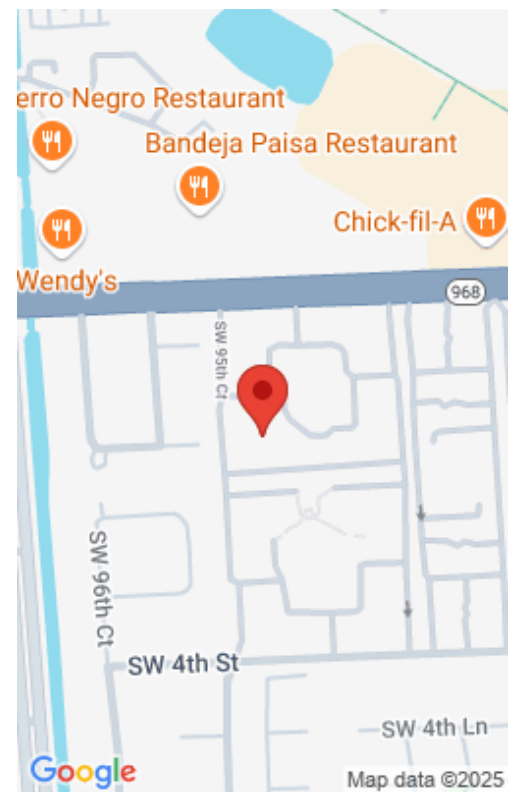 erro Negro Restaurant
Bandeja Paisa Restaurant
Chick-fil-A
Wendy's
968
SW 95th Ct
SW 96th Ct
SW 4th St
SW 4th Ln
Google
Map data ©2025